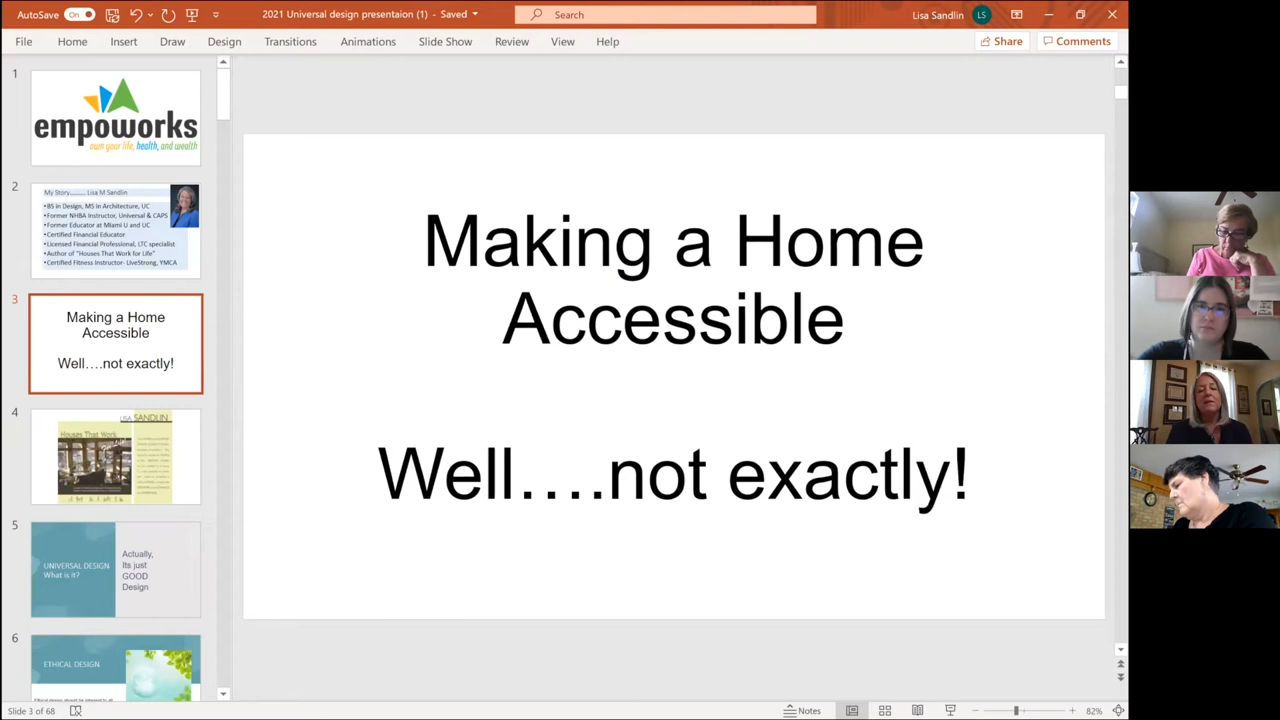 AutoSave On 2021 Universal design presentaion (1) - Saved Search Lisa Sandlin LS
File Home Insert Draw Design Transitions Animations Slide Show Review View Help Share Comments
1
empoworks
own your life, health, and wealth
2
My Story......... Lisa M Sandlin
•BS in Design, MS in Architecture, UC
•Former NHBA Instructor, Universal & CAPS
•Former Educator at Miami U and UC
•Certified Financial Educator
•Licensed Financial Professional, LTC specialist
•Author of "Houses That Work for Life"
•Certified Fitness Instructor- LiveStrong, YMCA
3
Making a Home
Accessible
Well....not exactly!
4
LISA SANDLIN
Houses That Work
5
UNIVERSAL DESIGN
What is it?
Actually,
Its just
GOOD
Design
6
ETHICAL DESIGN
Making a Home
Accessible
Well....not exactly!
Slide 3 of 68 Notes 82%